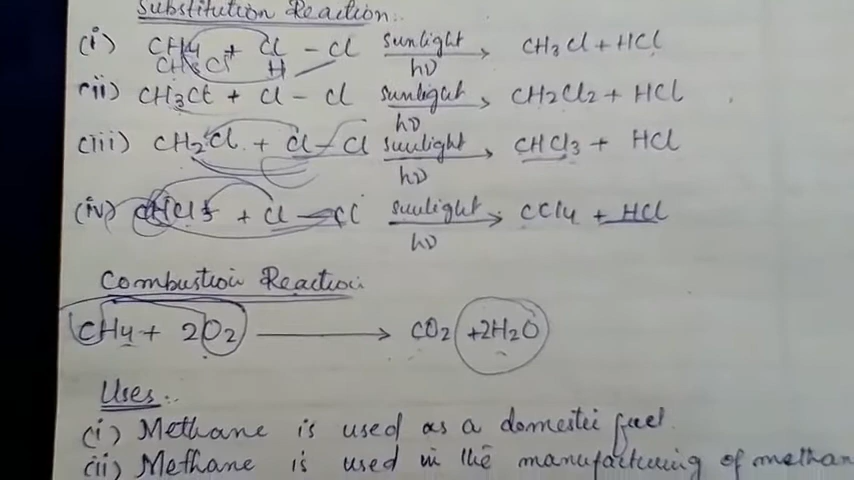 Substitution Reaction:
(i) CH4 + Cl - Cl sunlight hν CH3Cl + HCl
CH3Cl H
(ii) CH3Cl + Cl - Cl sunlight hν CH2Cl2 + HCl
(iii) CH2Cl + Cl - Cl sunlight hν CHCl3 + HCl
(iv) CHCl3 + Cl - Cl sunlight hν CCl4 + HCl
Combustion Reaction
CH4 + 2O2 → CO2 + 2H2O
Uses:
(i) Methane is used as a domestic fuel.
(ii) Methane is used in the manufacturing of methan